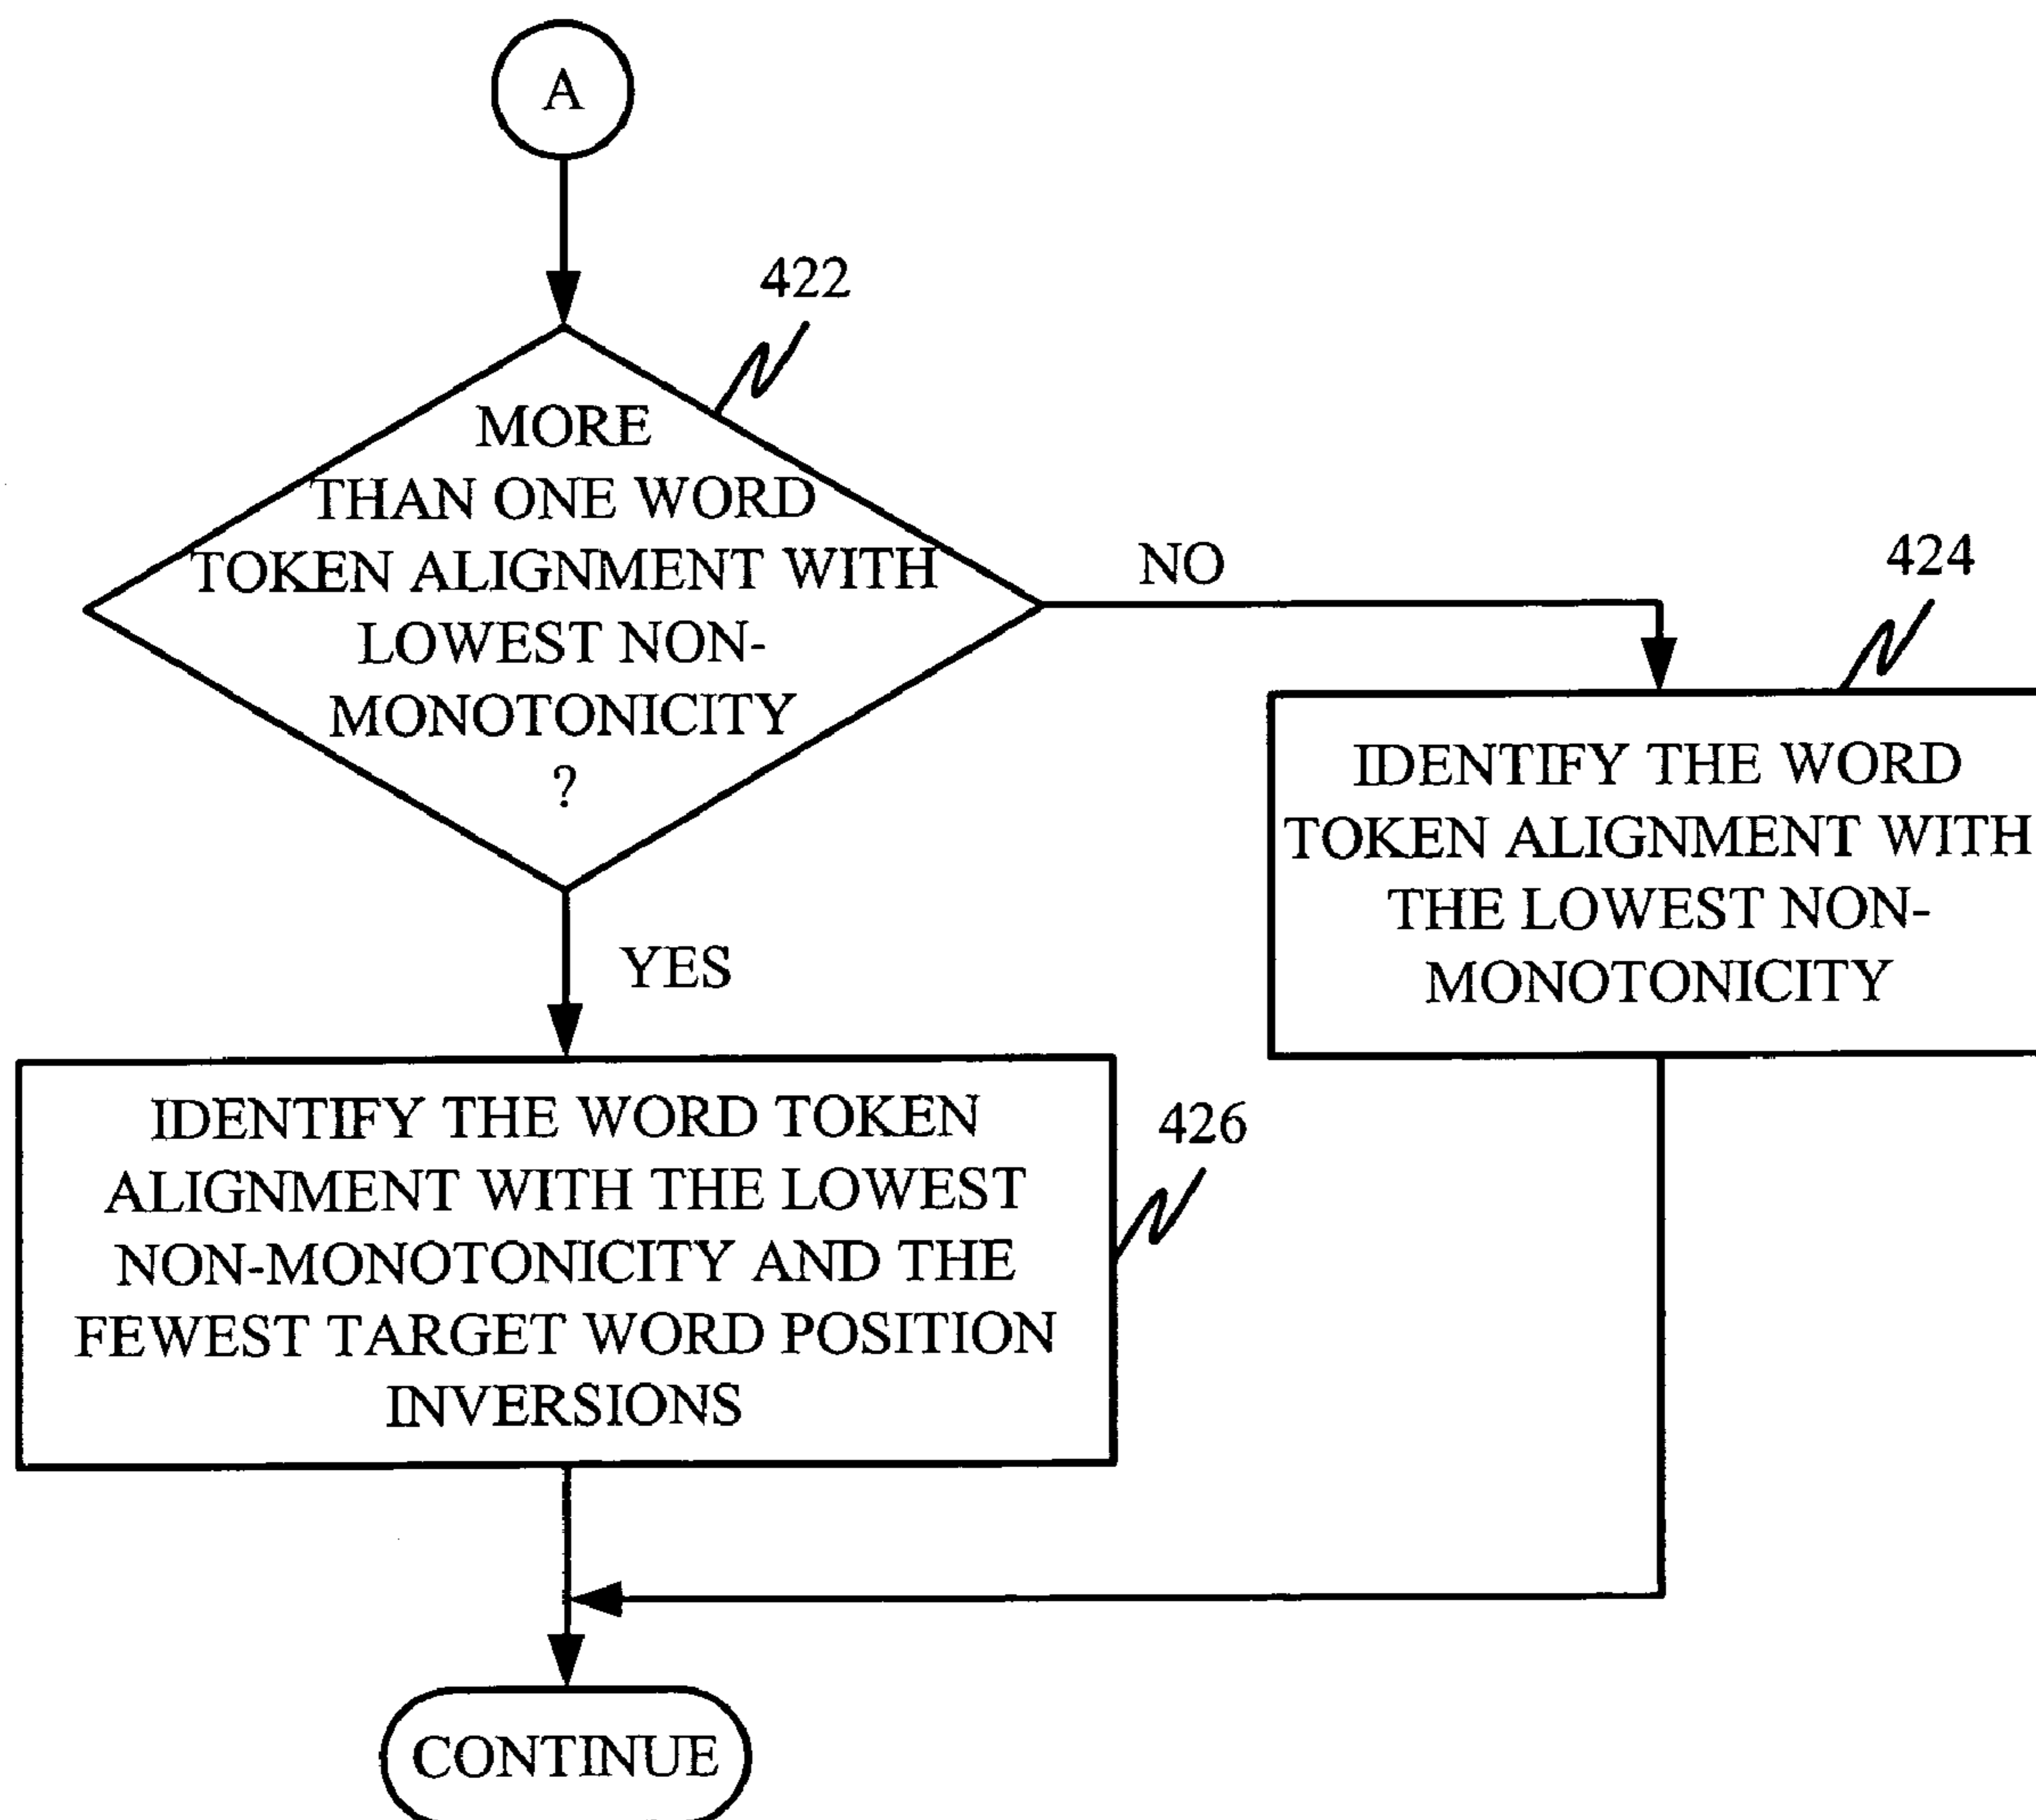 A
422
MORE
THAN ONE WORD
TOKEN ALIGNMENT WITH
LOWEST NON-
MONOTONICITY
?
NO
424
IDENTIFY THE WORD
TOKEN ALIGNMENT WITH
THE LOWEST NON-
MONOTONICITY
YES
IDENTIFY THE WORD TOKEN
ALIGNMENT WITH THE LOWEST
NON-MONOTONICITY AND THE
FEWEST TARGET WORD POSITION
INVERSIONS
426
CONTINUE